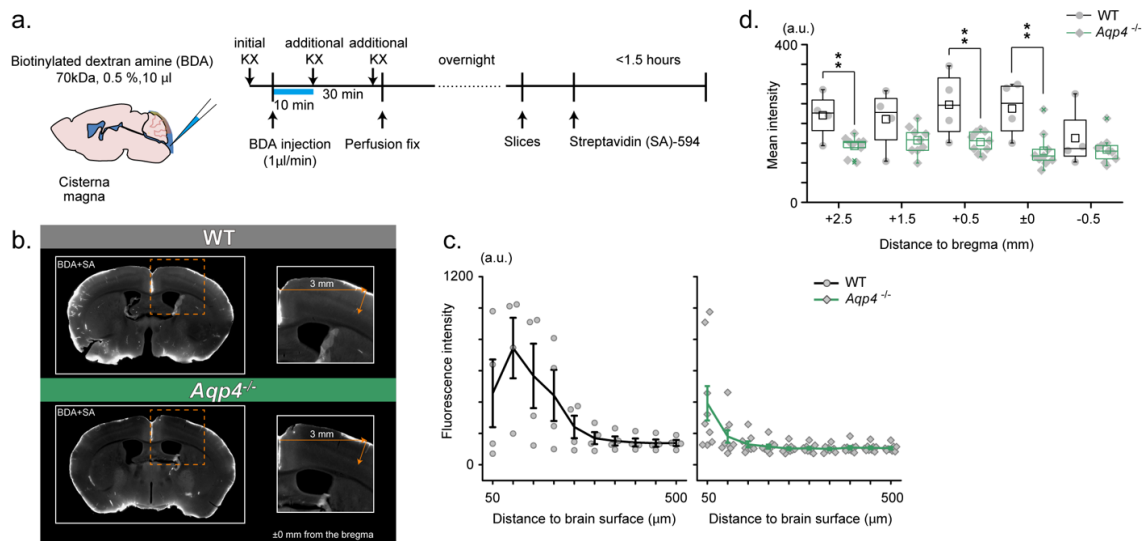 a.
initial
KX
additional
KX
additional
KX
Biotinylated dextran amine (BDA)
70kDa, 0.5 %,10 µl
overnight
<1.5 hours
10 min
30 min
BDA injection
(1µl/min)
Perfusion fix
Slices
Streptavidin (SA)-594
Cisterna
magna
b.
WT
BDA+SA
3 mm
Aqp4-/-
BDA+SA
3 mm
±0 mm from the bregma
c.
(a.u.)
1200
Fluorescence intensity
0
50
500
Distance to brain surface (µm)
50
500
Distance to brain surface (µm)
WT
Aqp4 -/-
d.
(a.u.)
400
Mean intensity
0
**
**
**
WT
Aqp4 -/-
+2.5
+1.5
+0.5
±0
-0.5
Distance to bregma (mm)